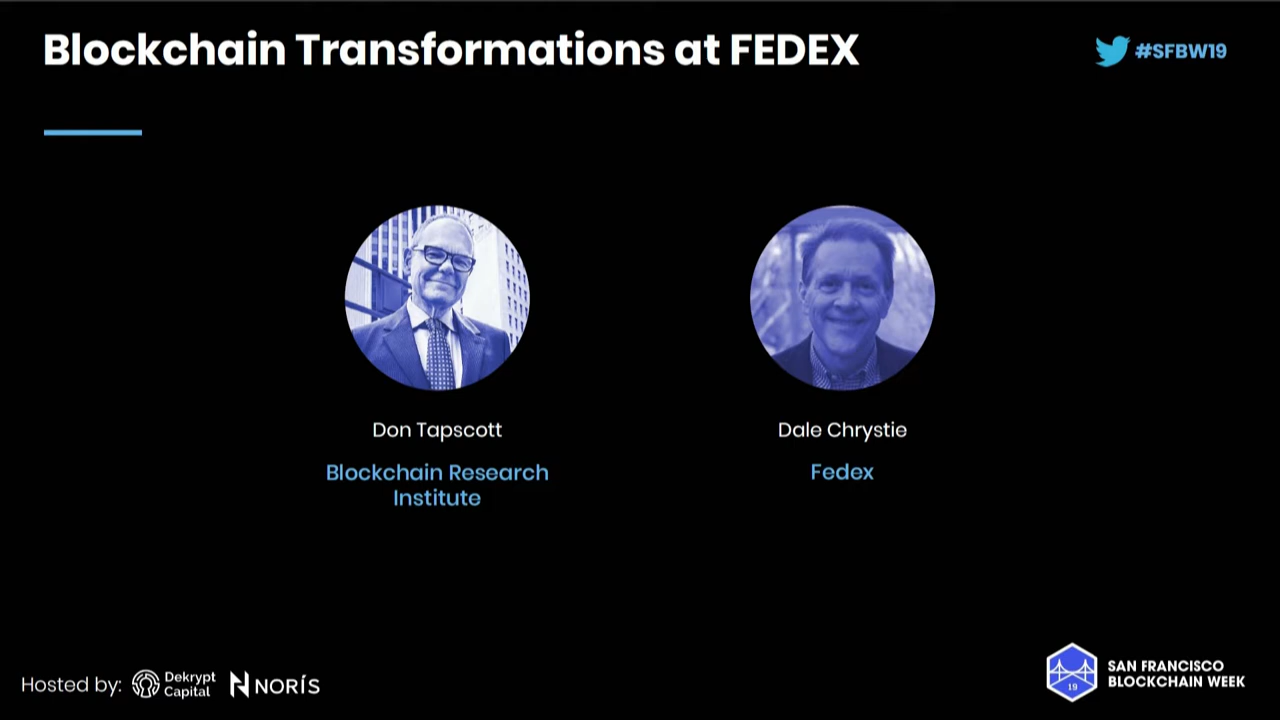 Blockchain Transformations at FEDEX
#SFBW19
Don Tapscott
Blockchain Research
Institute
Dale Chrystie
Fedex
Hosted by:
Dekrypt
Capital
NORÍS
19
SAN FRANCISCO
BLOCKCHAIN WEEK